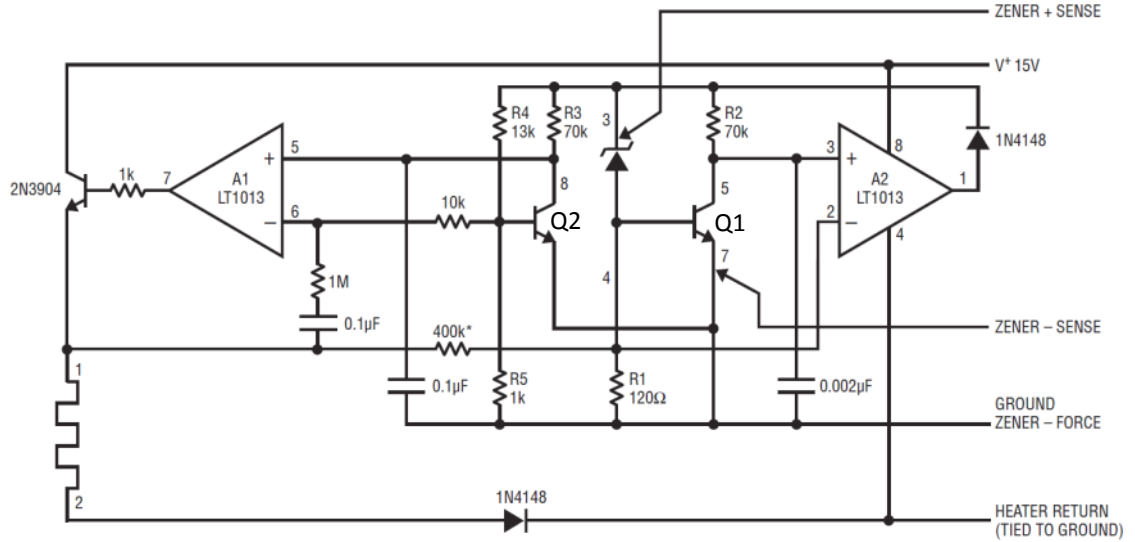 ZENER + SENSE
V+ 15V
R4
13k
R3
70k
3
R2
70k
1N4148
5
+
A1
LT1013
7
1k
2N3904
6
–
10k
8
Q2
5
Q1
7
3
+
A2
LT1013
8
1
2
–
4
1M
0.1µF
4
400k*
ZENER – SENSE
1
0.1µF
R5
1k
R1
120Ω
0.002µF
GROUND
ZENER – FORCE
2
1N4148
HEATER RETURN
(TIED TO GROUND)